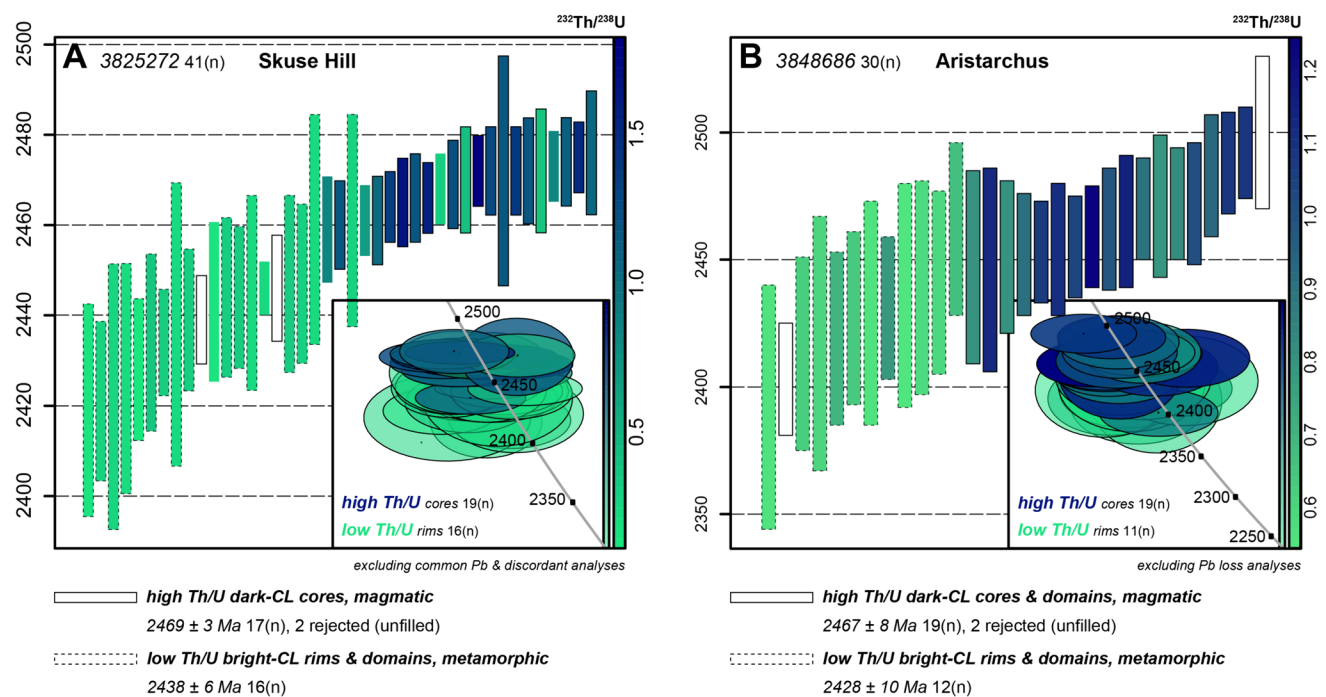 ²³²Th/²³⁸U
²³²Th/²³⁸U
A 3825272 41(n) Skuse Hill
2500
2480
2460
2440
2420
2400
1.5
1.0
0.5
2500
2450
2400
2350
high Th/U cores 19(n)
low Th/U rims 16(n)
excluding common Pb & discordant analyses
high Th/U dark-CL cores, magmatic
2469 ± 3 Ma 17(n), 2 rejected (unfilled)
low Th/U bright-CL rims & domains, metamorphic
2438 ± 6 Ma 16(n)
B 3848686 30(n) Aristarchus
2500
2450
2400
2350
1.2
1.1
1.0
0.9
0.8
0.7
0.6
2500
2450
2400
2350
2300
2250
high Th/U cores 19(n)
low Th/U rims 11(n)
excluding Pb loss analyses
high Th/U dark-CL cores & domains, magmatic
2467 ± 8 Ma 19(n), 2 rejected (unfilled)
low Th/U bright-CL rims & domains, metamorphic
2428 ± 10 Ma 12(n)